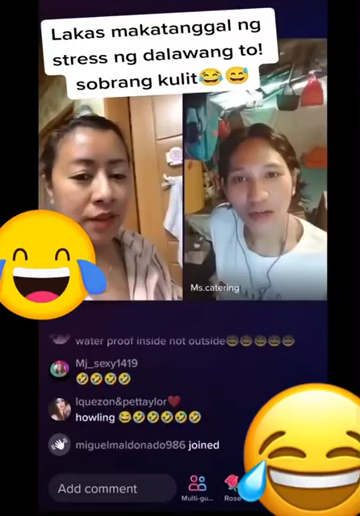 Lakas makatanggal ng
stress ng dalawang to!
sobrang kulit😂😅
Ms.catering
water proof inside not outside😂😂😂😂😂
Mj_sexy1419
🤣🤣🤣🤣
lquezon&pettaylor❤️
howling 😂🤣🤣🤣🤣🤣
miguelmaldonado986 joined
Add comment
Multi-gu...
Rose